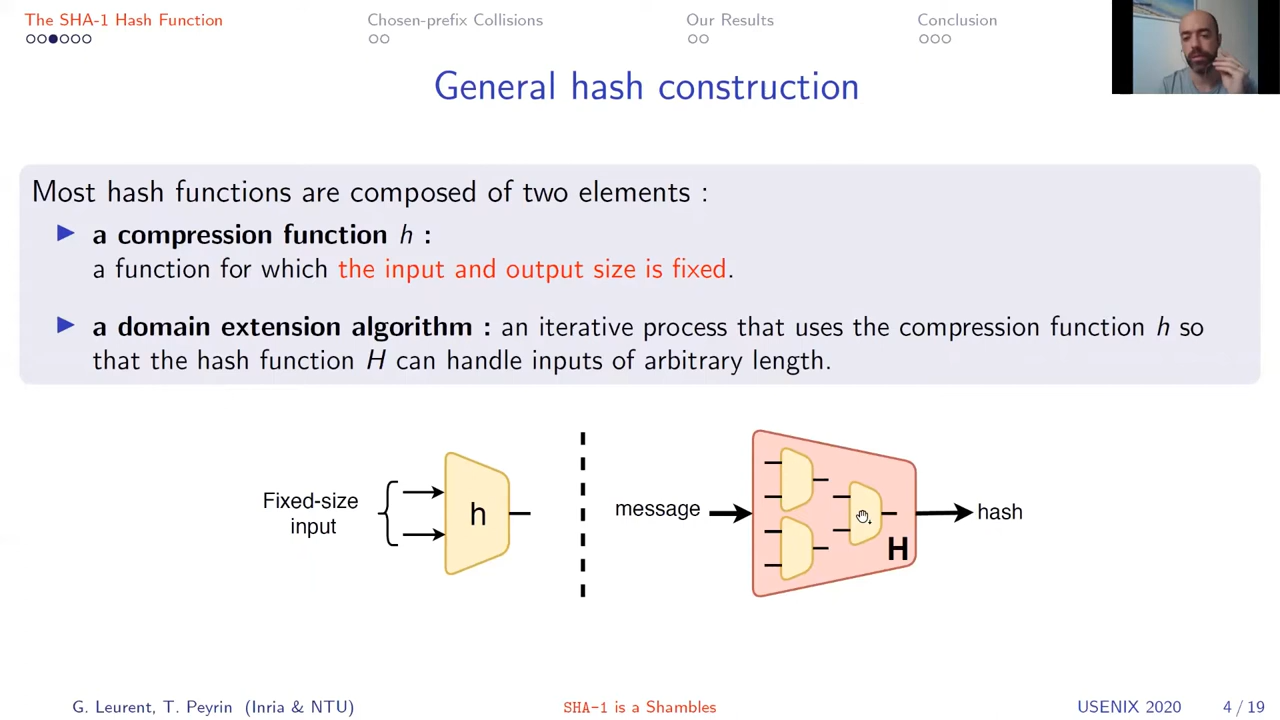 The SHA-1 Hash Function
Chosen-prefix Collisions
Our Results
Conclusion
General hash construction
Most hash functions are composed of two elements :
a compression function h :
a function for which the input and output size is fixed.
a domain extension algorithm : an iterative process that uses the compression function h so
that the hash function H can handle inputs of arbitrary length.
Fixed-size
input
h
message
H
hash
G. Leurent, T. Peyrin (Inria & NTU)
SHA-1 is a Shambles
USENIX 2020
4 / 19